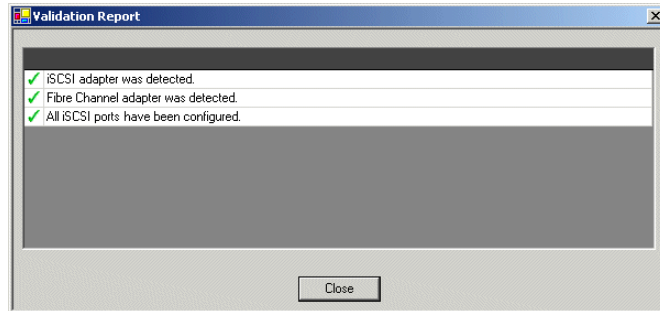 Validation Report
iSCSI adapter was detected.
Fibre Channel adapter was detected.
All iSCSI ports have been configured.
Close